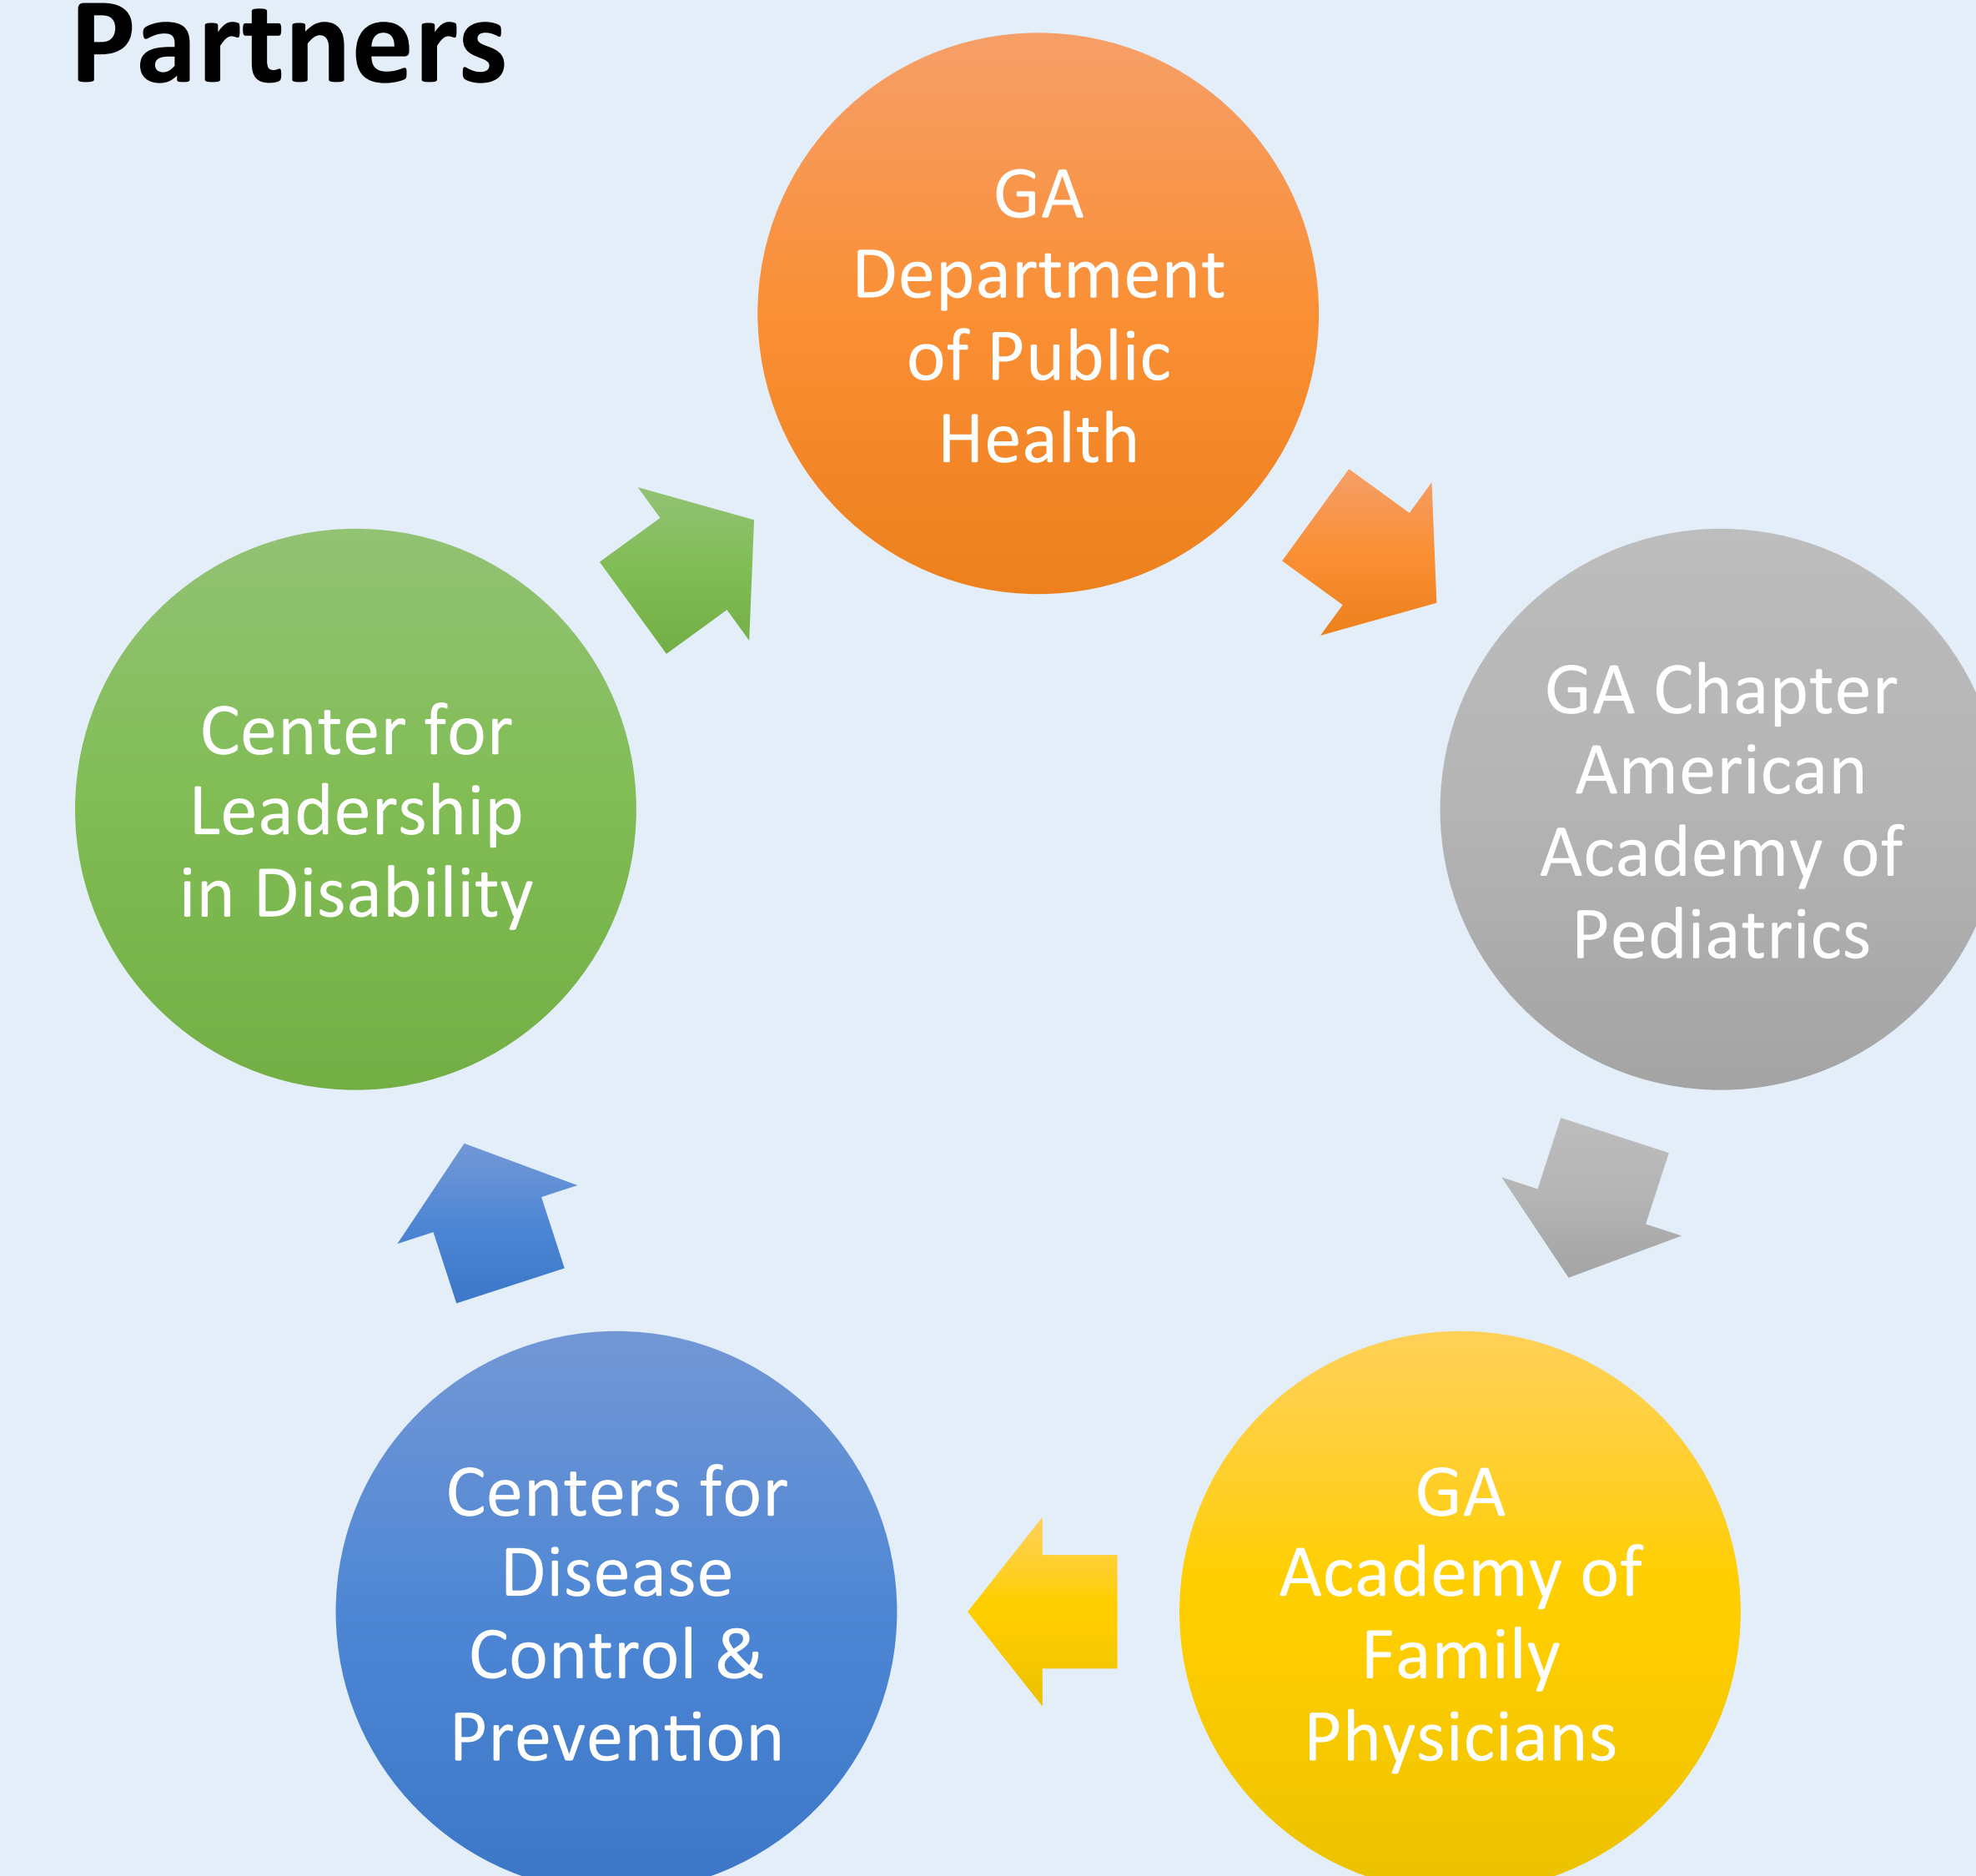 Partners
GA
Department
of Public
Health
GA Chapter
American
Academy of
Pediatrics
GA
Academy of
Family
Physicians
Centers for
Disease
Control &
Prevention
Center for
Leadership
in Disability